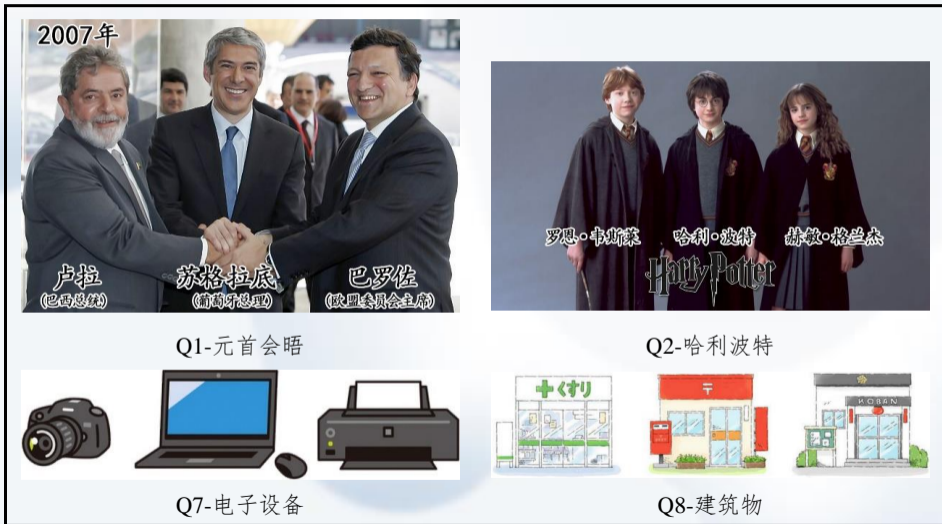 2007年
卢拉
(巴西总统)
苏格拉底
(葡萄牙总理)
巴罗佐
(欧盟委员会主席)
Q1-元首会晤
罗恩·韦斯莱
哈利·波特
赫敏·格兰杰
Harry Potter
Q2-哈利波特
Q7-电子设备
くすり
〒
KOBAN
Q8-建筑物